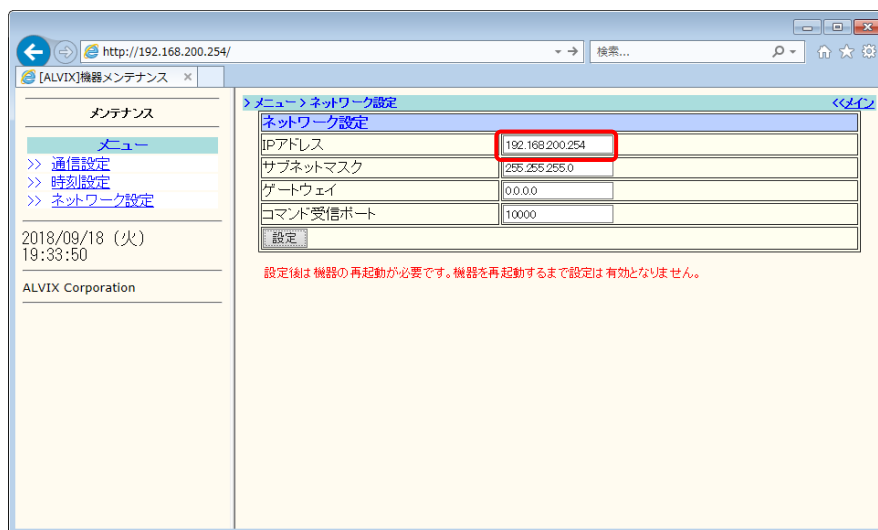 http://192.168.200.254/
検索...
[ALVIX]機器メンテナンス
メンテナンス
メニュー
>> 通信設定
>> 時刻設定
>> ネットワーク設定
2018/09/18 (火)
19:33:50
ALVIX Corporation
> メニュー > ネットワーク設定
<<メイン
ネットワーク設定
IPアドレス 192.168.200.254
サブネットマスク 255.255.255.0
ゲートウェイ 0.0.0.0
コマンド受信ポート 10000
設定
設定後は機器の再起動が必要です。機器を再起動するまで設定は有効となりません。